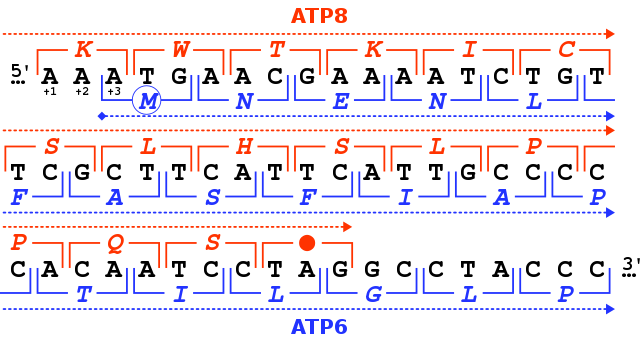 ATP8
K W T K I C
5' ... A A A T G A A C G A A A A T C T G T
+1 +2 +3
M N E N L
S L H S L P
T C G C T T C A T T C A T T G C C C C
F A S F I A P
P Q S
C A C A A T C C T A G G C C T A C C C ... 3'
T I L G L P
ATP6